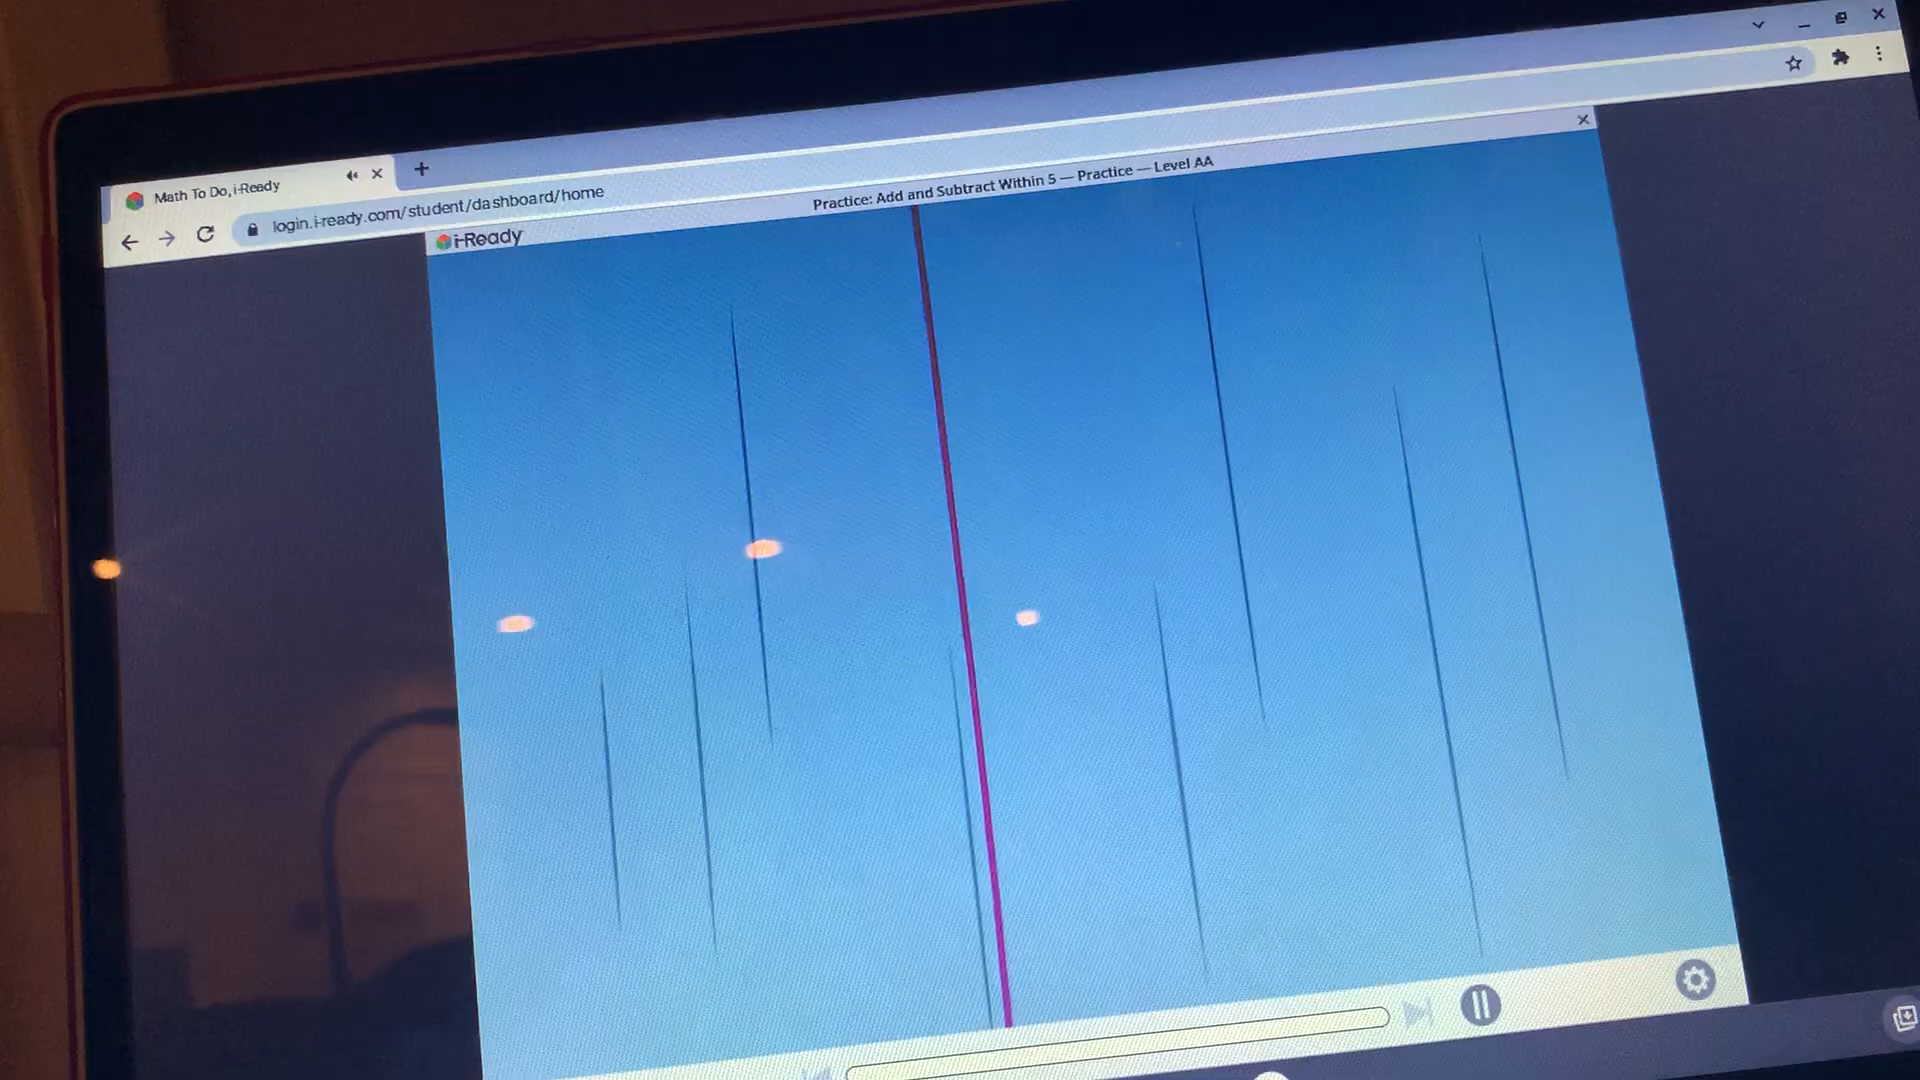 Math To Do, i-Ready
login.i-ready.com/student/dashboard/home
Practice: Add and Subtract Within 5 — Practice — Level AA
i-Ready